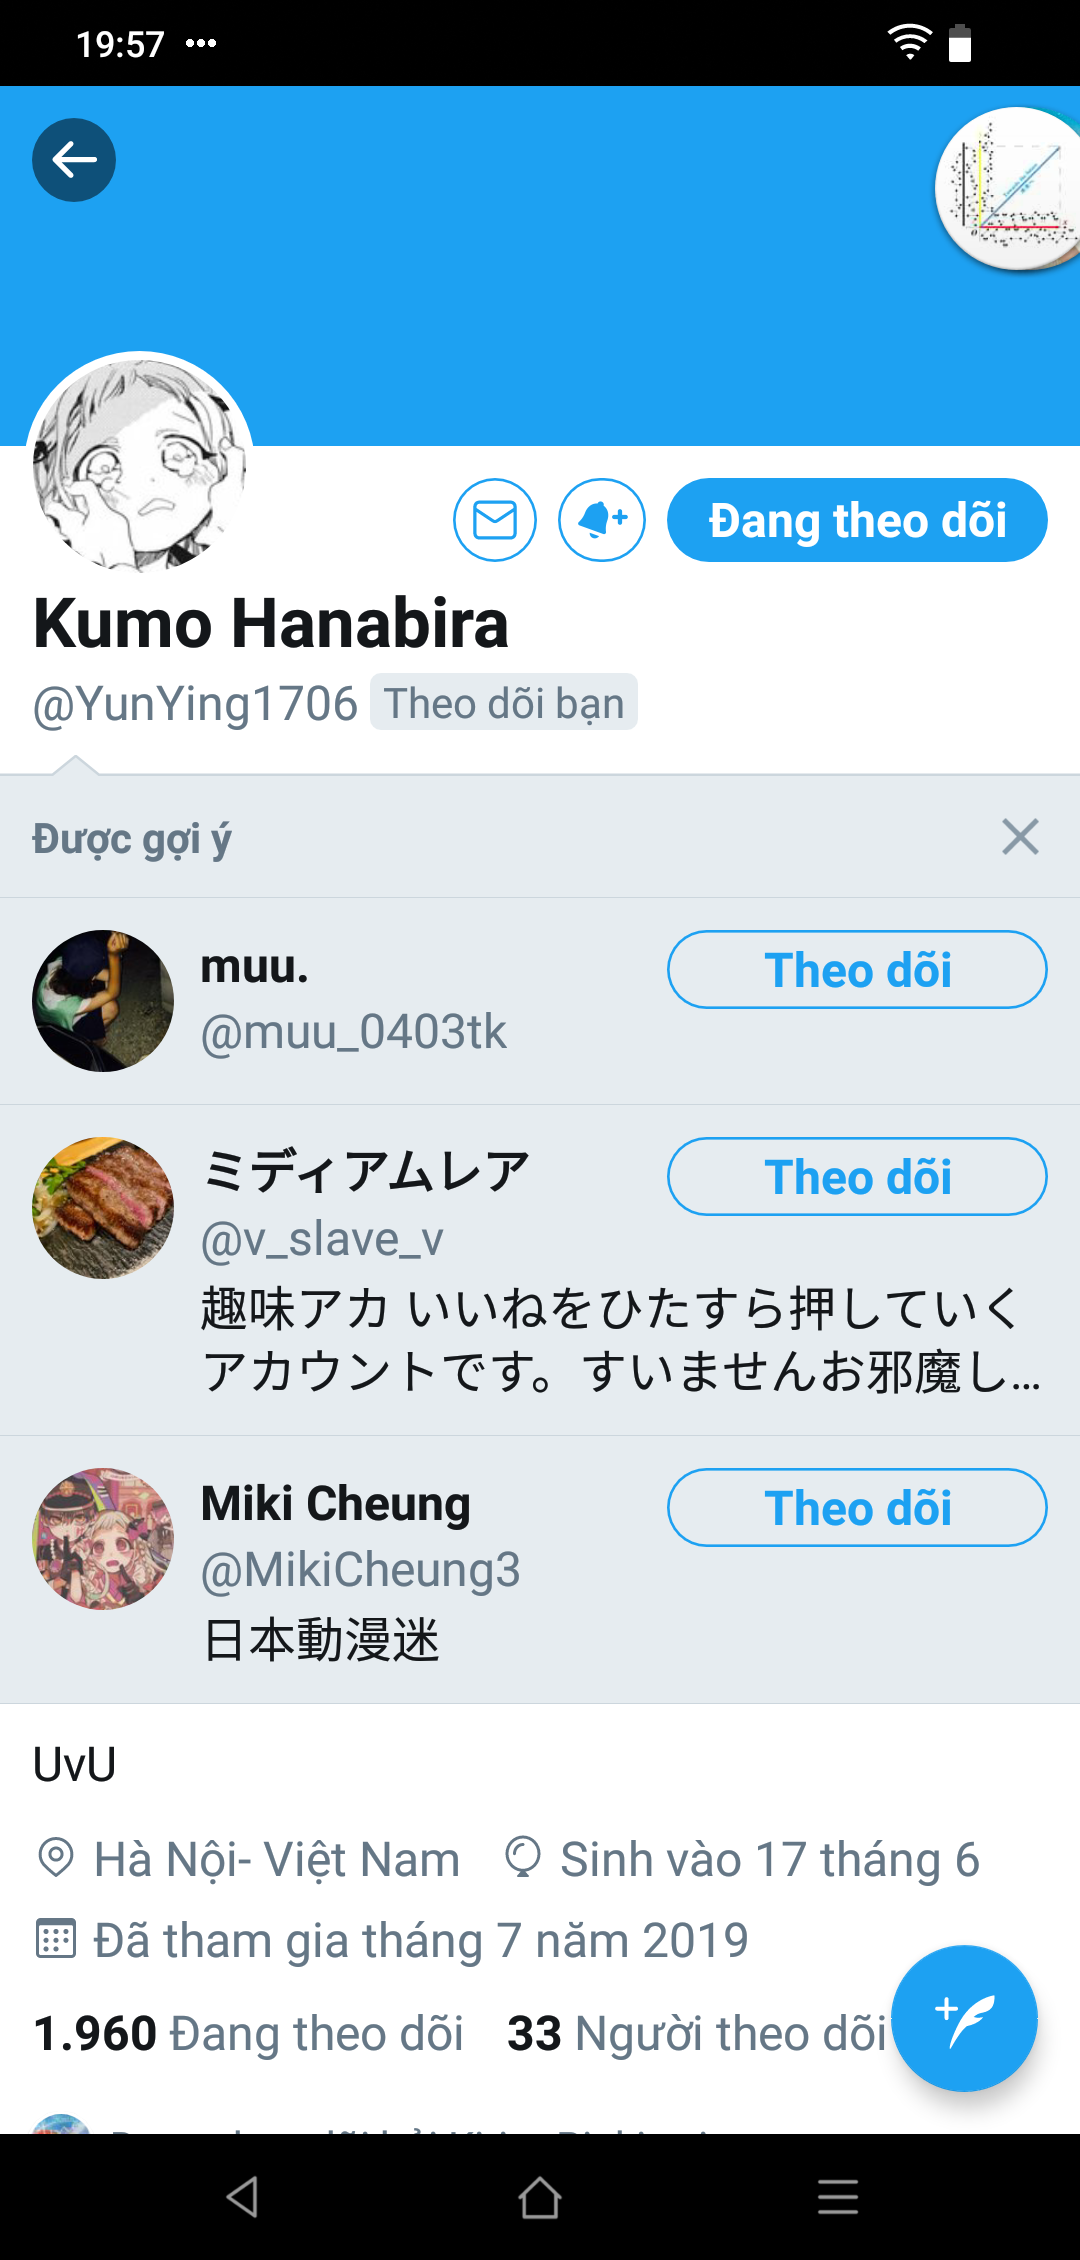 19:57
Đang theo dõi
Kumo Hanabira
@YunYing1706 Theo dõi bạn
Được gợi ý
muu.
Theo dõi
@muu_0403tk
ミディアムレア
Theo dõi
@v_slave_v
趣味アカ いいねをひたすら押していく
アカウントです。すいませんお邪魔し...
Miki Cheung
Theo dõi
@MikiCheung3
日本動漫迷
UvU
Hà Nội- Việt Nam Sinh vào 17 tháng 6
Đã tham gia tháng 7 năm 2019
1.960 Đang theo dõi 33 Người theo dõi